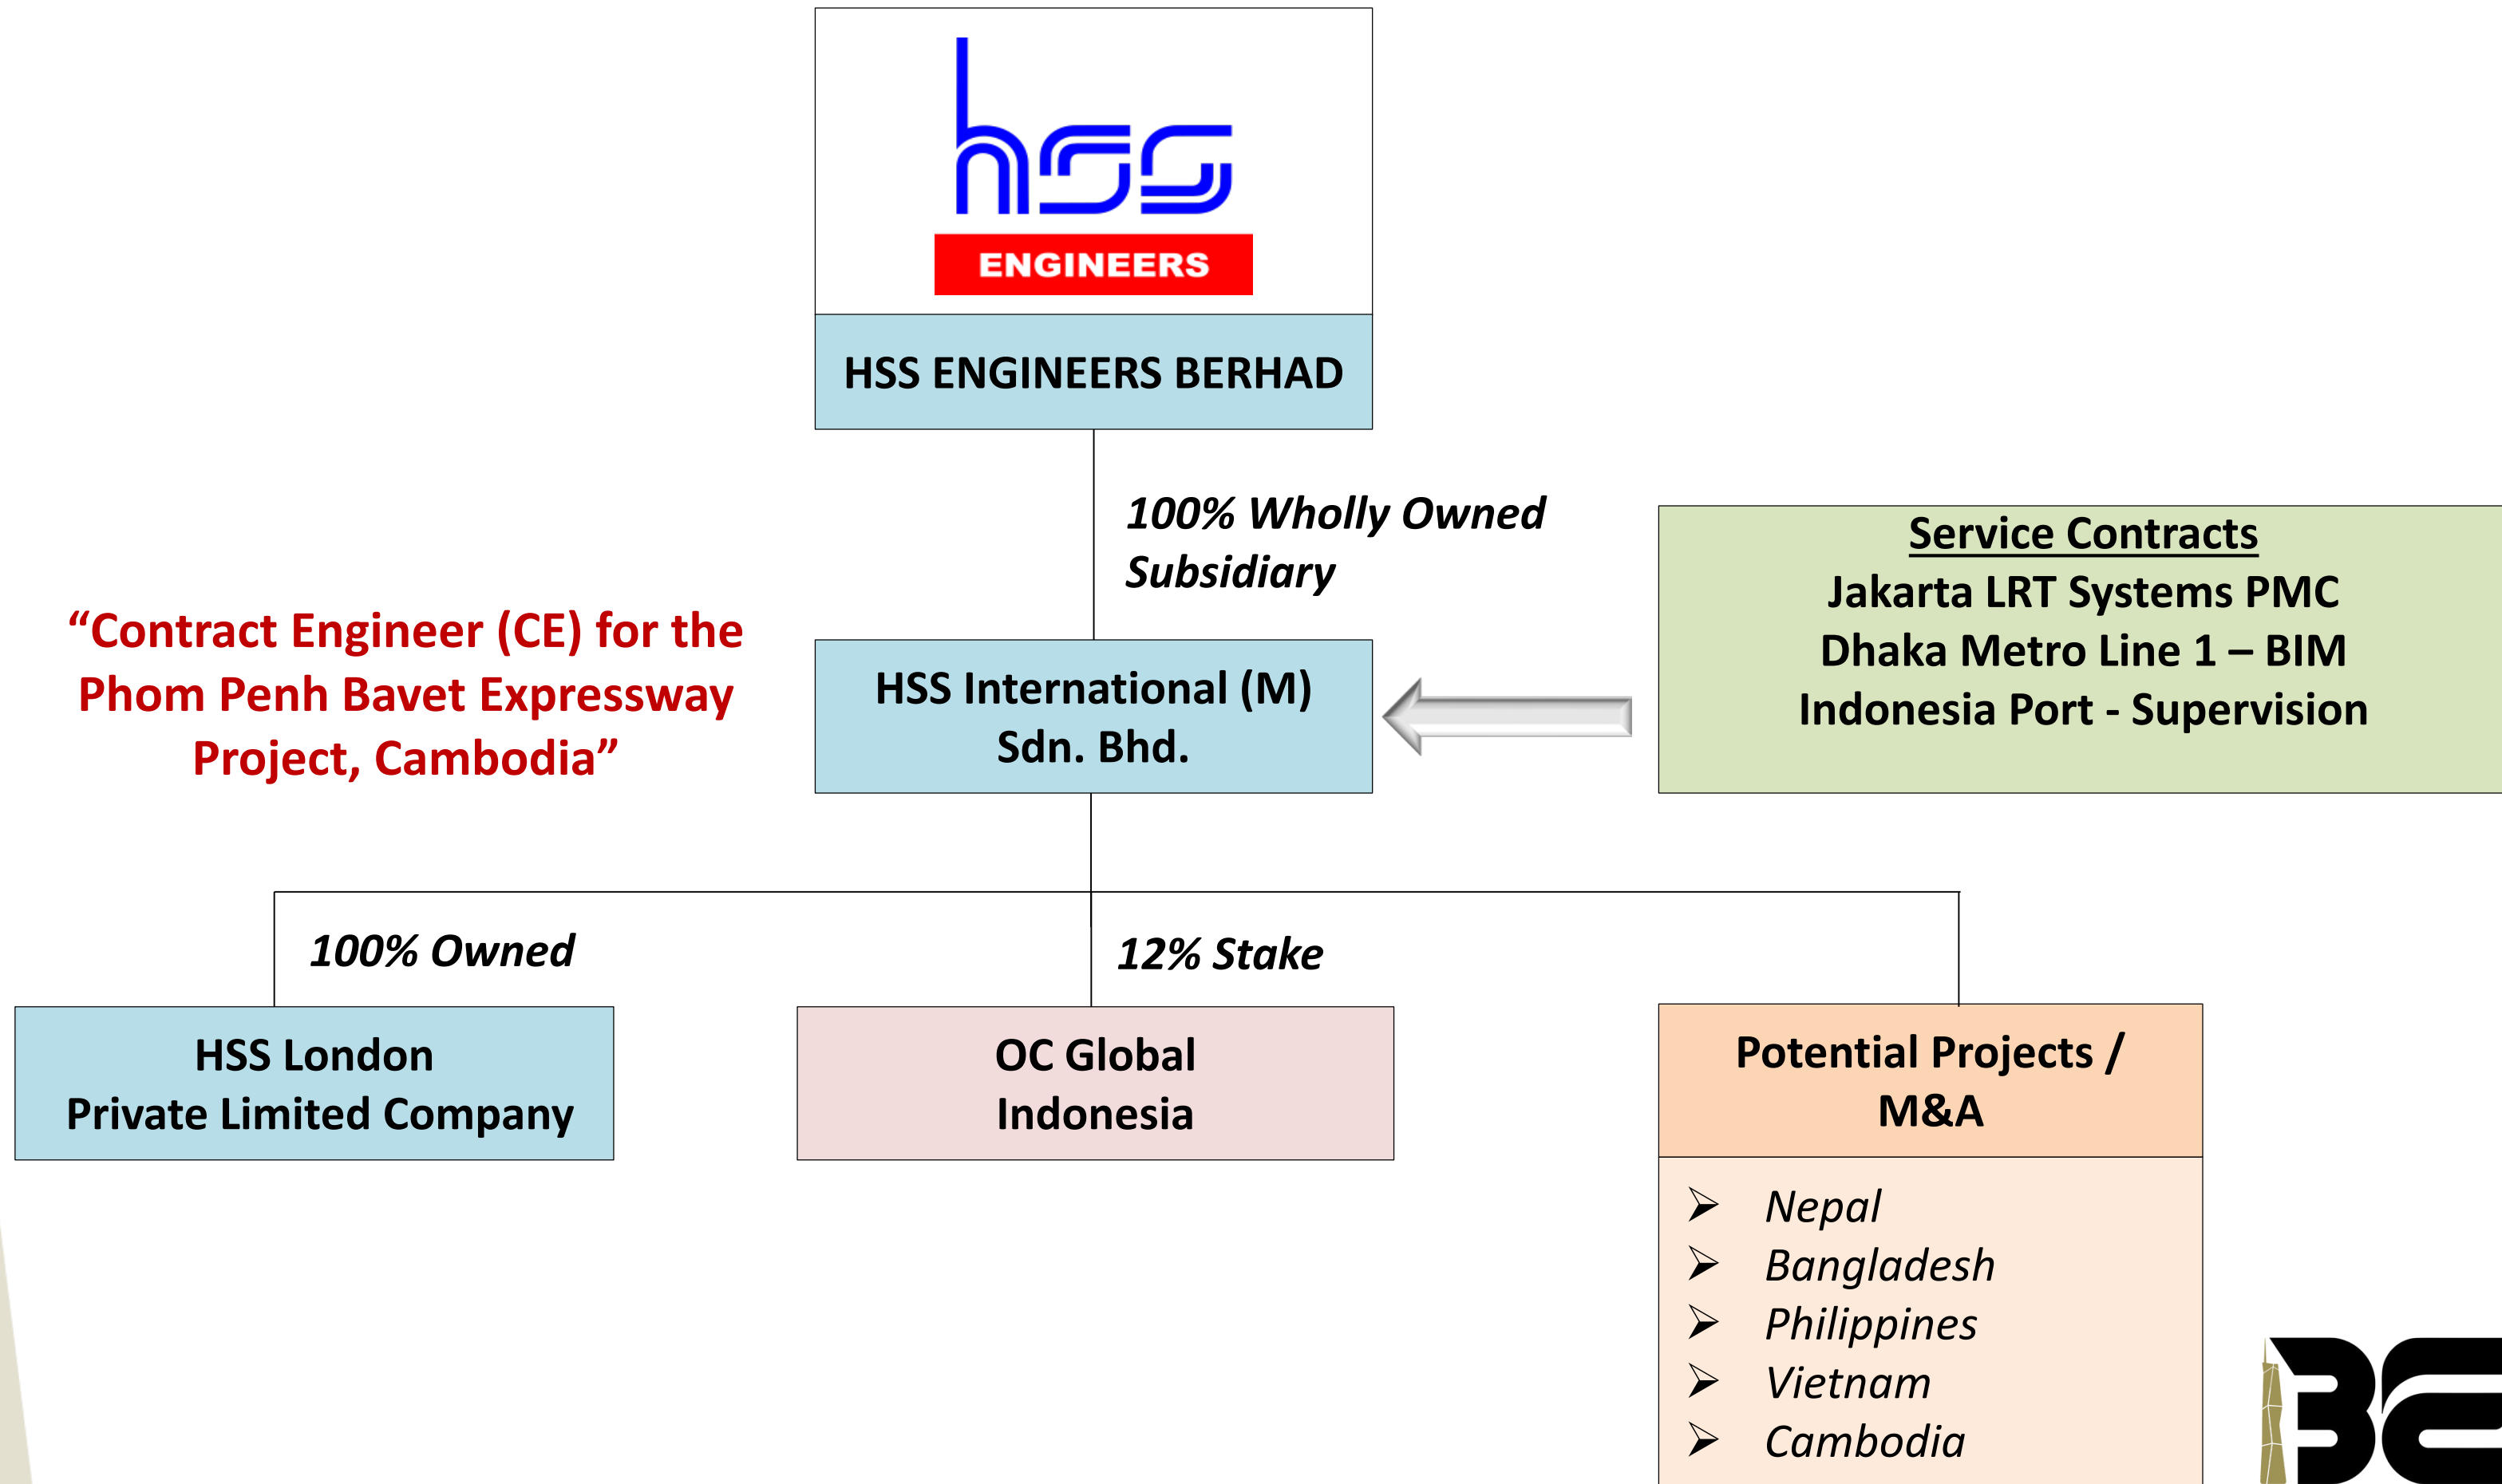 hss
ENGINEERS
HSS ENGINEERS BERHAD
100% Wholly Owned
Subsidiary
Service Contracts
Jakarta LRT Systems PMC
Dhaka Metro Line 1 – BIM
Indonesia Port - Supervision
“Contract Engineer (CE) for the
Phom Penh Bavet Expressway
Project, Cambodia”
HSS International (M)
Sdn. Bhd.
100% Owned
12% Stake
HSS London
Private Limited Company
OC Global
Indonesia
Potential Projects /
M&A
➢ Nepal
➢ Bangladesh
➢ Philippines
➢ Vietnam
➢ Cambodia